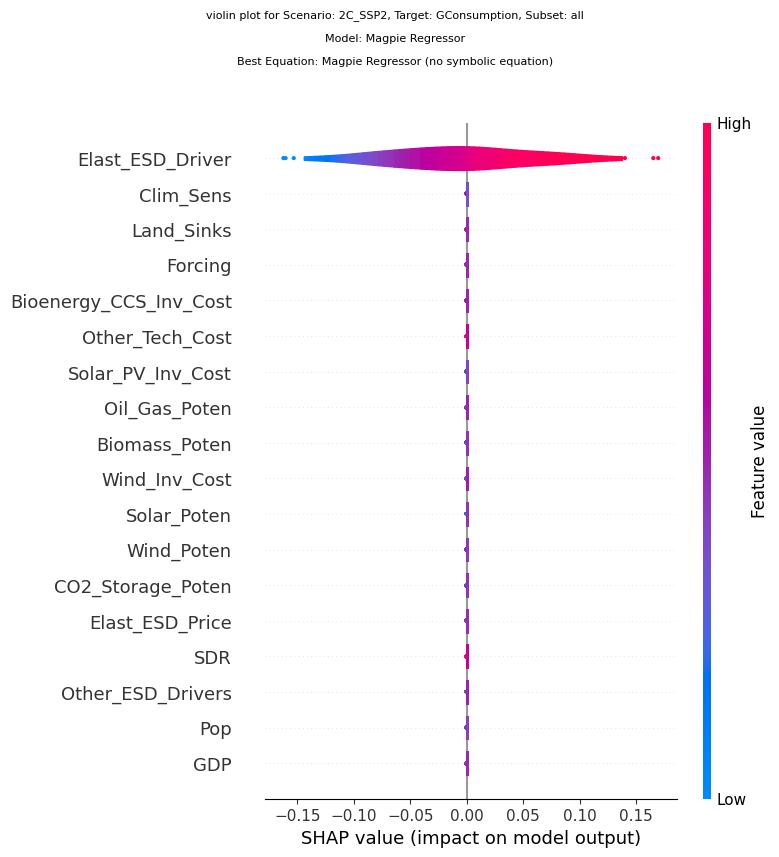 violin plot for Scenario: 2C_SSP2, Target: GConsumption, Subset: all
Model: Magpie Regressor
Best Equation: Magpie Regressor (no symbolic equation)
High
Elast_ESD_Driver
Clim_Sens
Land_Sinks
Forcing
Bioenergy_CCS_Inv_Cost
Other_Tech_Cost
Solar_PV_Inv_Cost
Oil_Gas_Poten
Biomass_Poten
Wind_Inv_Cost
Solar_Poten
Wind_Poten
CO2_Storage_Poten
Elast_ESD_Price
SDR
Other_ESD_Drivers
Pop
GDP
Feature value
Low
−0.15 −0.10 −0.05 0.00 0.05 0.10 0.15
SHAP value (impact on model output)